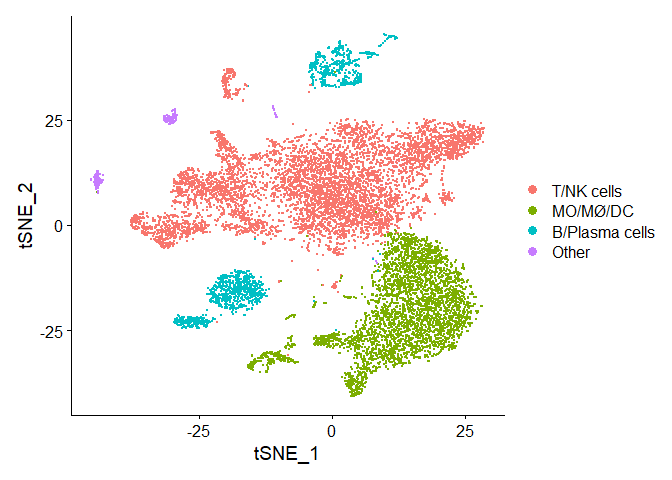 tSNE_2
25
0
-25
-25
0
25
tSNE_1
T/NK cells
MO/MØ/DC
B/Plasma cells
Other